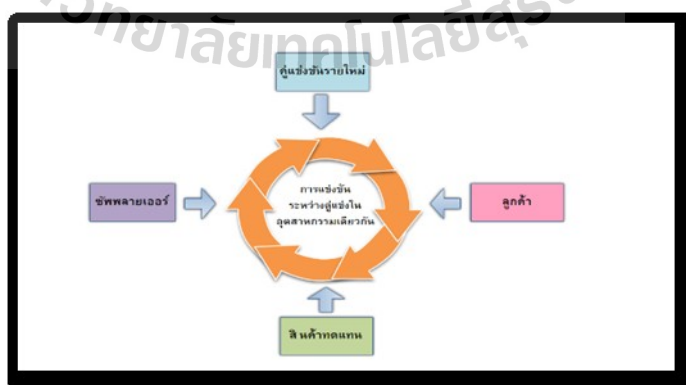 วิทยาลัยเทคโนโลยีสุร
คู่แข่งขันรายใหม่
ซัพพลายเออร์
การแข่งขัน
ระหว่างคู่แข่งใน
อุตสาหกรรมเดียวกัน
ลูกค้า
สินค้าทดแทน